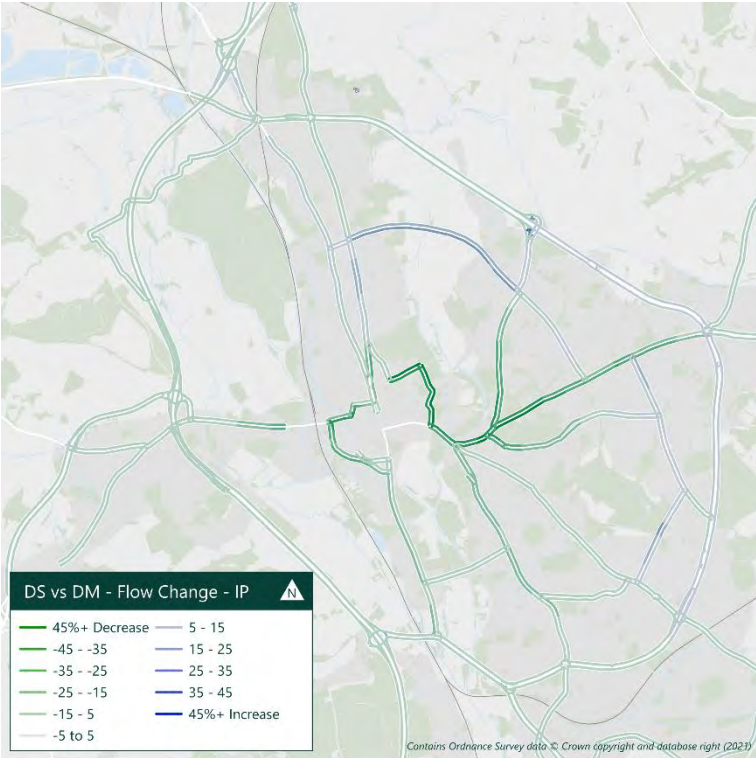 DS vs DM - Flow Change - IP N
45%+ Decrease 5 - 15
-45 - -35 15 - 25
-35 - -25 25 - 35
-25 - -15 35 - 45
-15 - 5 45%+ Increase
-5 to 5
Contains Ordnance Survey data © Crown copyright and database right (2023)